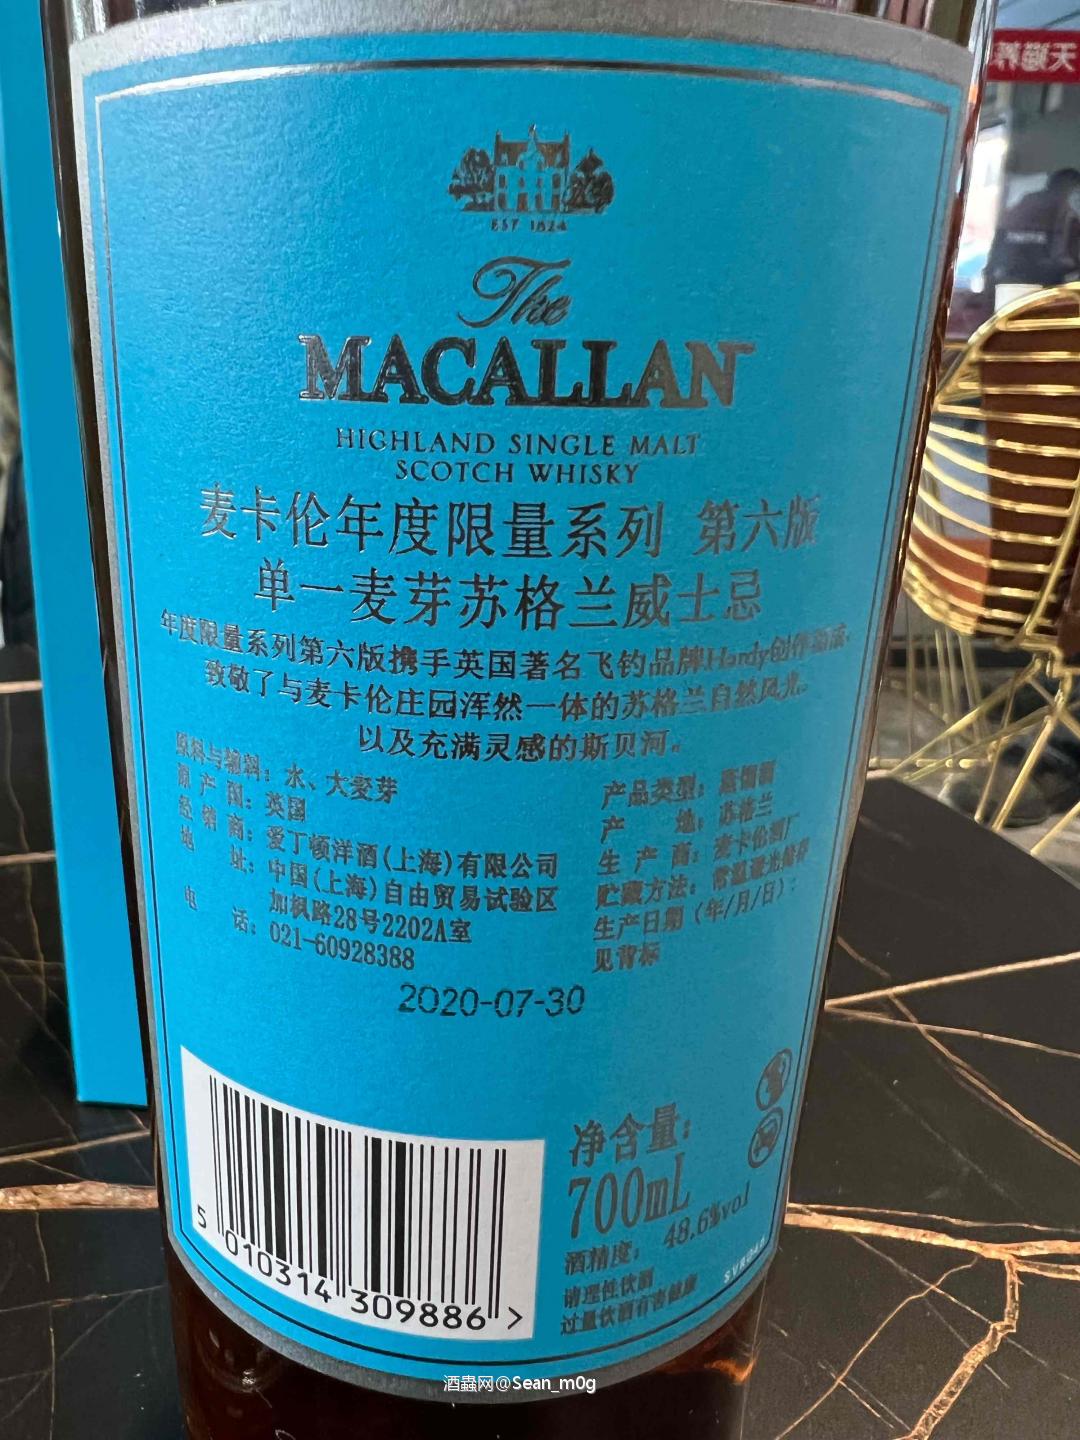 EST 1824
The
MACALLAN
HIGHLAND SINGLE MALT
SCOTCH WHISKY
麦卡伦年度限量系列 第六版
单一麦芽苏格兰威士忌
年度限量系列第六版携手英国著名飞钓品牌Hardy创作
致敬了与麦卡伦庄园浑然一体的苏格兰自然风光。
以及充满灵感的斯贝河。
原料与辅料：水、大麦芽
原产国：英国
经销商：爱丁顿洋酒(上海)有限公司
地址：中国(上海)自由贸易试验区
加枫路28号2202A室
电话：021-60928388
产品类型：蒸馏酒
产地：苏格兰
生产商：麦卡伦酒厂
贮藏方法：常温避光储存
生产日期（年/月/日）：
见背标
2020-07-30
5 010314 309886 >
净含量：
700mL
酒精度：48.6%vol
请理性饮酒
过量饮酒有害健康
酒蟲网@Sean_m0g